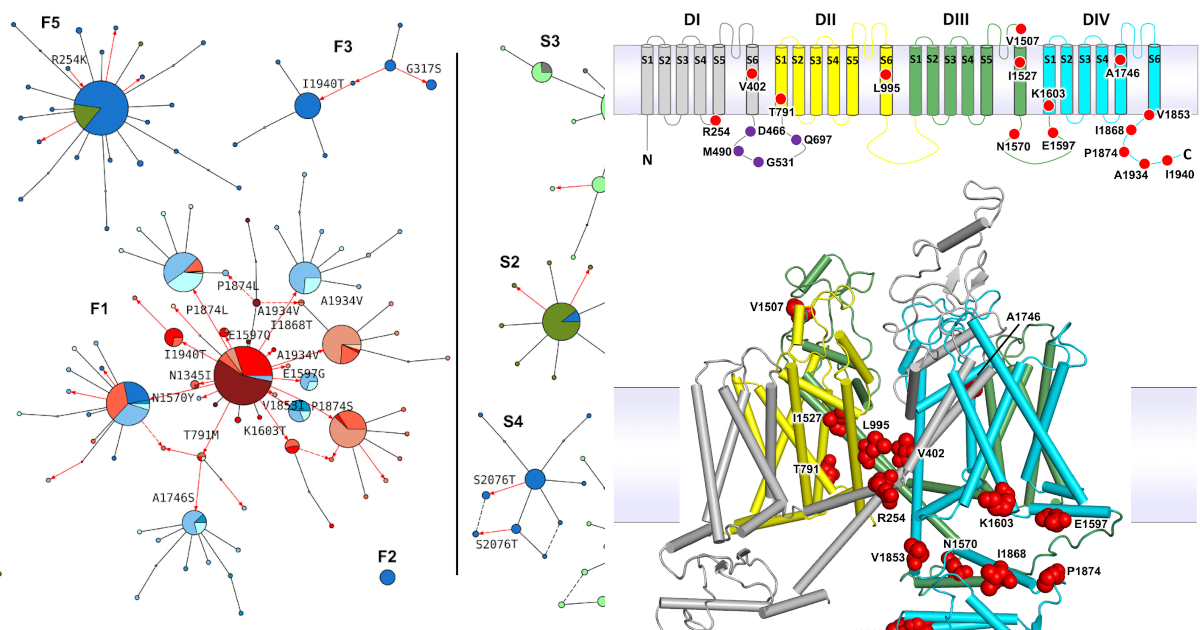 F5
R254K
F3
I1940T
G317S
F1
P1874L
A1934V
P1874L
A1934V
I1868T
E1597Q
I1940T
A1934V
N1345I
E1597G
N1570Y
V1853I
P1874S
T791M
K1603T
A1746S
F2
S3
S2
S4
S2076T
S2076T
DI
DII
DIII
DIV
V1507
S1
S2
S3
S4
S5
S6
S1
S2
S3
S4
S5
S6
S1
S2
S3
S4
S5
S1
S2
S3
S4
S6
I1527
A1746
V402
L995
K1603
T791
V1853
R254
D466
Q697
N1570
E1597
I1868
M490
G531
P1874
N
C
A1934
I1940
V1507
A1746
I1527
L995
V402
T791
R254
K1603
E1597
V1853
N1570
I1868
P1874